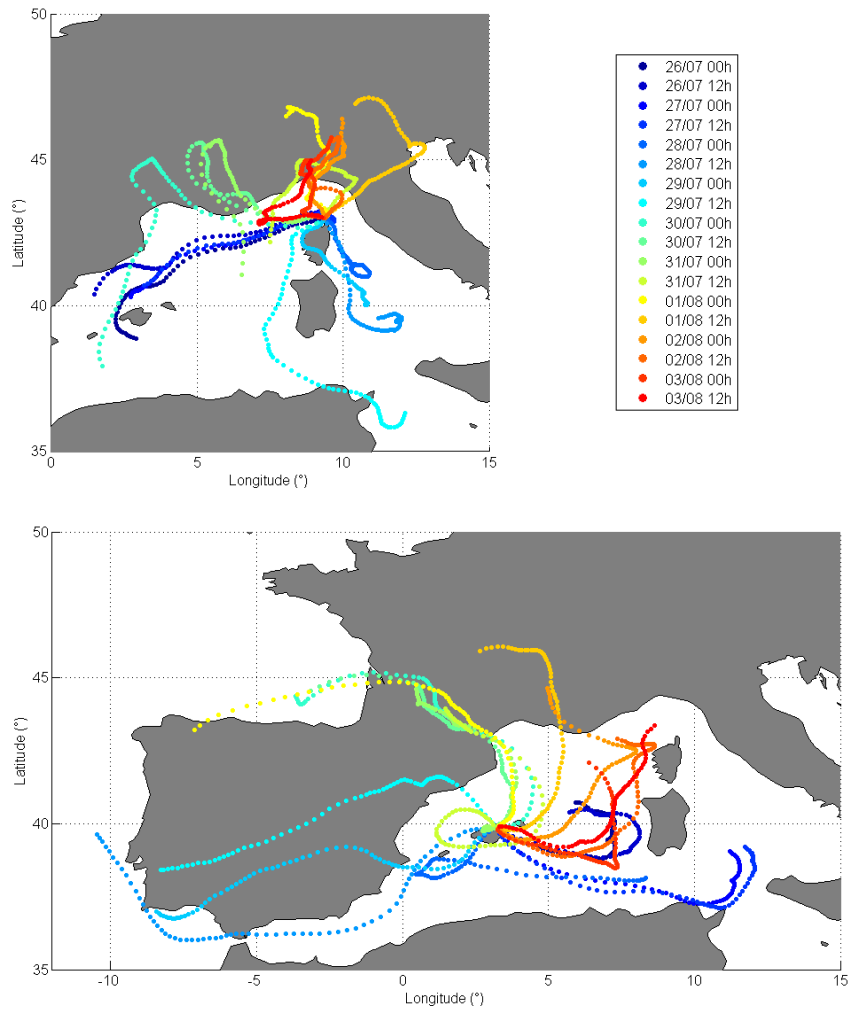 50
45
40
35
Latitude (°)
0
5
10
15
Longitude (°)
26/07 00h
26/07 12h
27/07 00h
27/07 12h
28/07 00h
28/07 12h
29/07 00h
29/07 12h
30/07 00h
30/07 12h
31/07 00h
31/07 12h
01/08 00h
01/08 12h
02/08 00h
02/08 12h
03/08 00h
03/08 12h
50
45
40
35
Latitude (°)
-10
-5
0
5
10
15
Longitude (°)